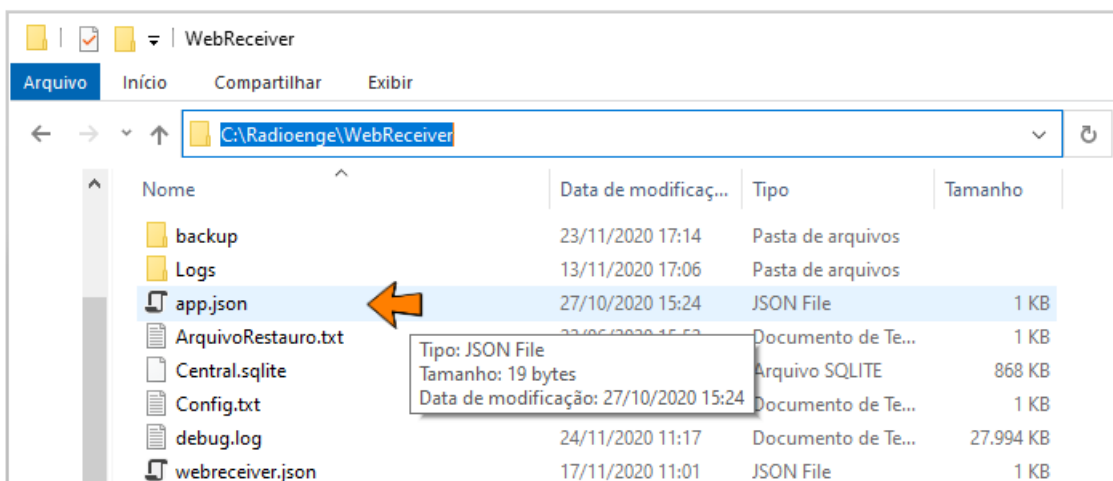 WebReceiver
Arquivo Início Compartilhar Exibir
C:\Radioenge\WebReceiver
Nome Data de modificaç... Tipo Tamanho
backup 23/11/2020 17:14 Pasta de arquivos
Logs 13/11/2020 17:06 Pasta de arquivos
app.json 27/10/2020 15:24 JSON File 1 KB
ArquivoRestauro.txt Documento de Te... 1 KB
Tipo: JSON File
Tamanho: 19 bytes
Data de modificação: 27/10/2020 15:24
Central.sqlite Arquivo SQLITE 868 KB
Config.txt Documento de Te... 1 KB
debug.log 24/11/2020 11:17 Documento de Te... 27.994 KB
webreceiver.json 17/11/2020 11:01 JSON File 1 KB